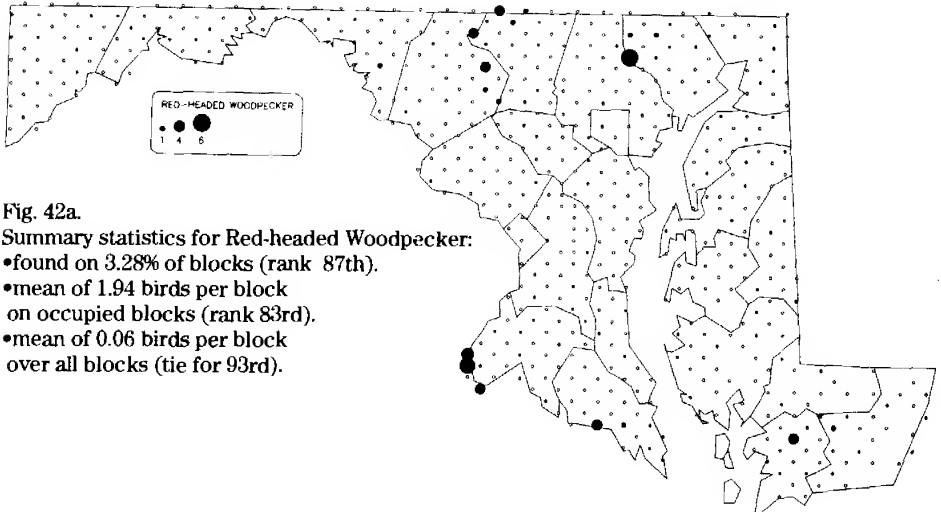 RED-HEADED WOODPECKER
1 4 6
Fig. 42a.
Summary statistics for Red-headed Woodpecker:
•found on 3.28% of blocks (rank 87th).
•mean of 1.94 birds per block
on occupied blocks (rank 83rd).
•mean of 0.06 birds per block
over all blocks (tie for 93rd).